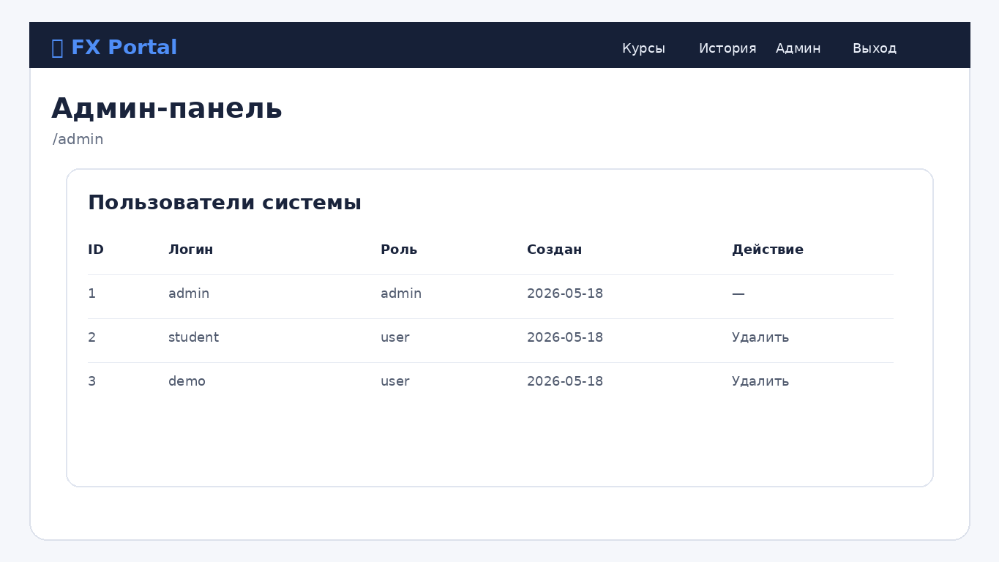 FX Portal Курсы История Админ Выход
Админ-панель
/admin
Пользователи системы
ID Логин Роль Создан Действие
1 admin admin 2026-05-18 —
2 student user 2026-05-18 Удалить
3 demo user 2026-05-18 Удалить